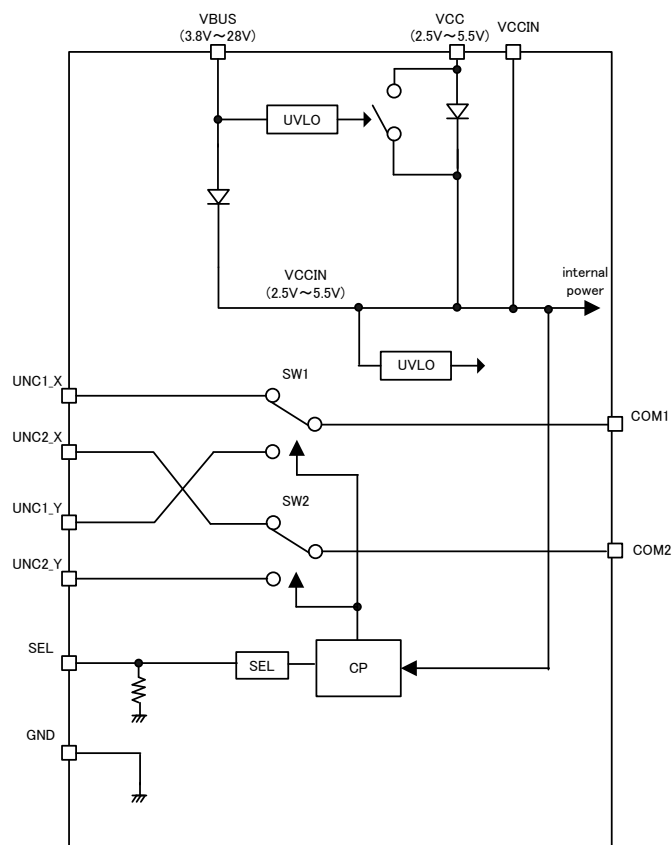 VBUS
(3.8V～28V)
VCC
(2.5V～5.5V)
VCCIN
UVLO
VCCIN
(2.5V～5.5V)
internal
power
UVLO
UNC1_X
SW1
COM1
UNC2_X
UNC1_Y
SW2
COM2
UNC2_Y
SEL
SEL
CP
GND